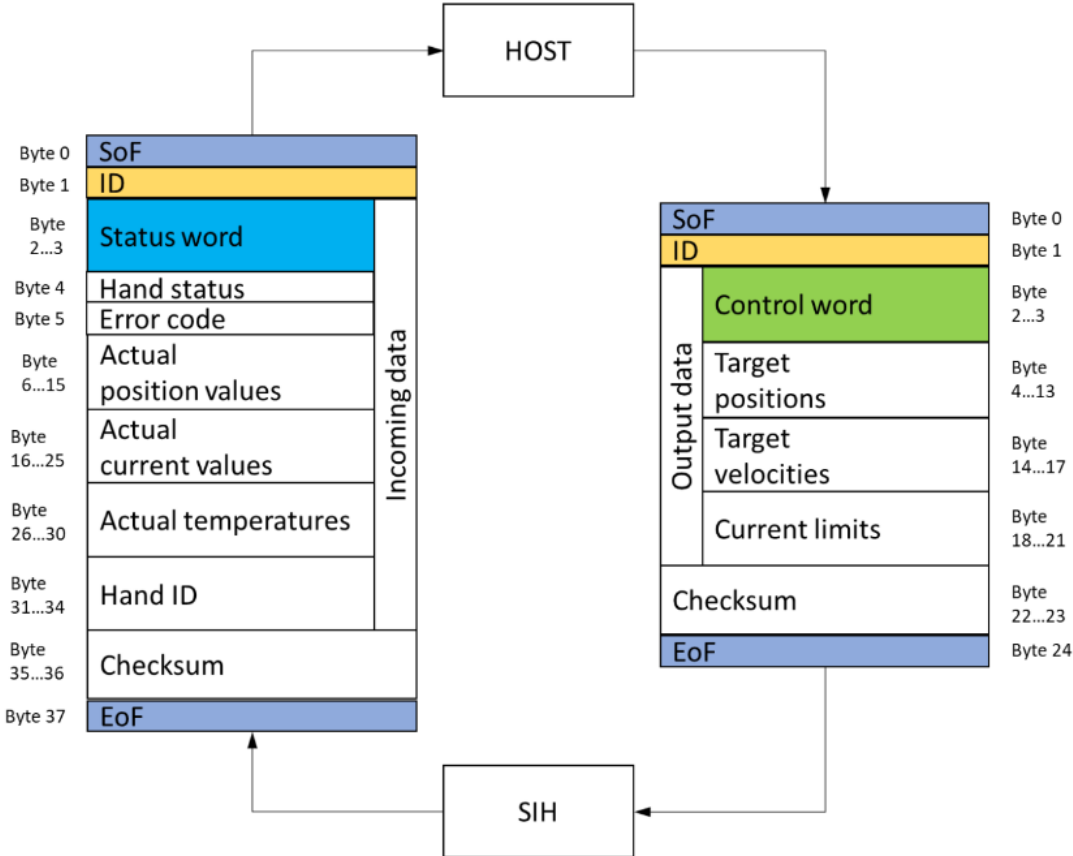 HOST
Byte 0
SoF
Byte 1
ID
Byte
2...3
Status word
Byte 4
Hand status
Byte 5
Error code
Byte
6...15
Actual
position values
Byte
16...25
Actual
current values
Byte
26...30
Actual temperatures
Byte
31...34
Hand ID
Incoming data
Byte
35...36
Checksum
Byte 37
EoF
SoF
Byte 0
ID
Byte 1
Output data
Control word
Byte
2...3
Target
positions
Byte
4...13
Target
velocities
Byte
14...17
Current limits
Byte
18...21
Checksum
Byte
22...23
EoF
Byte 24
SIH